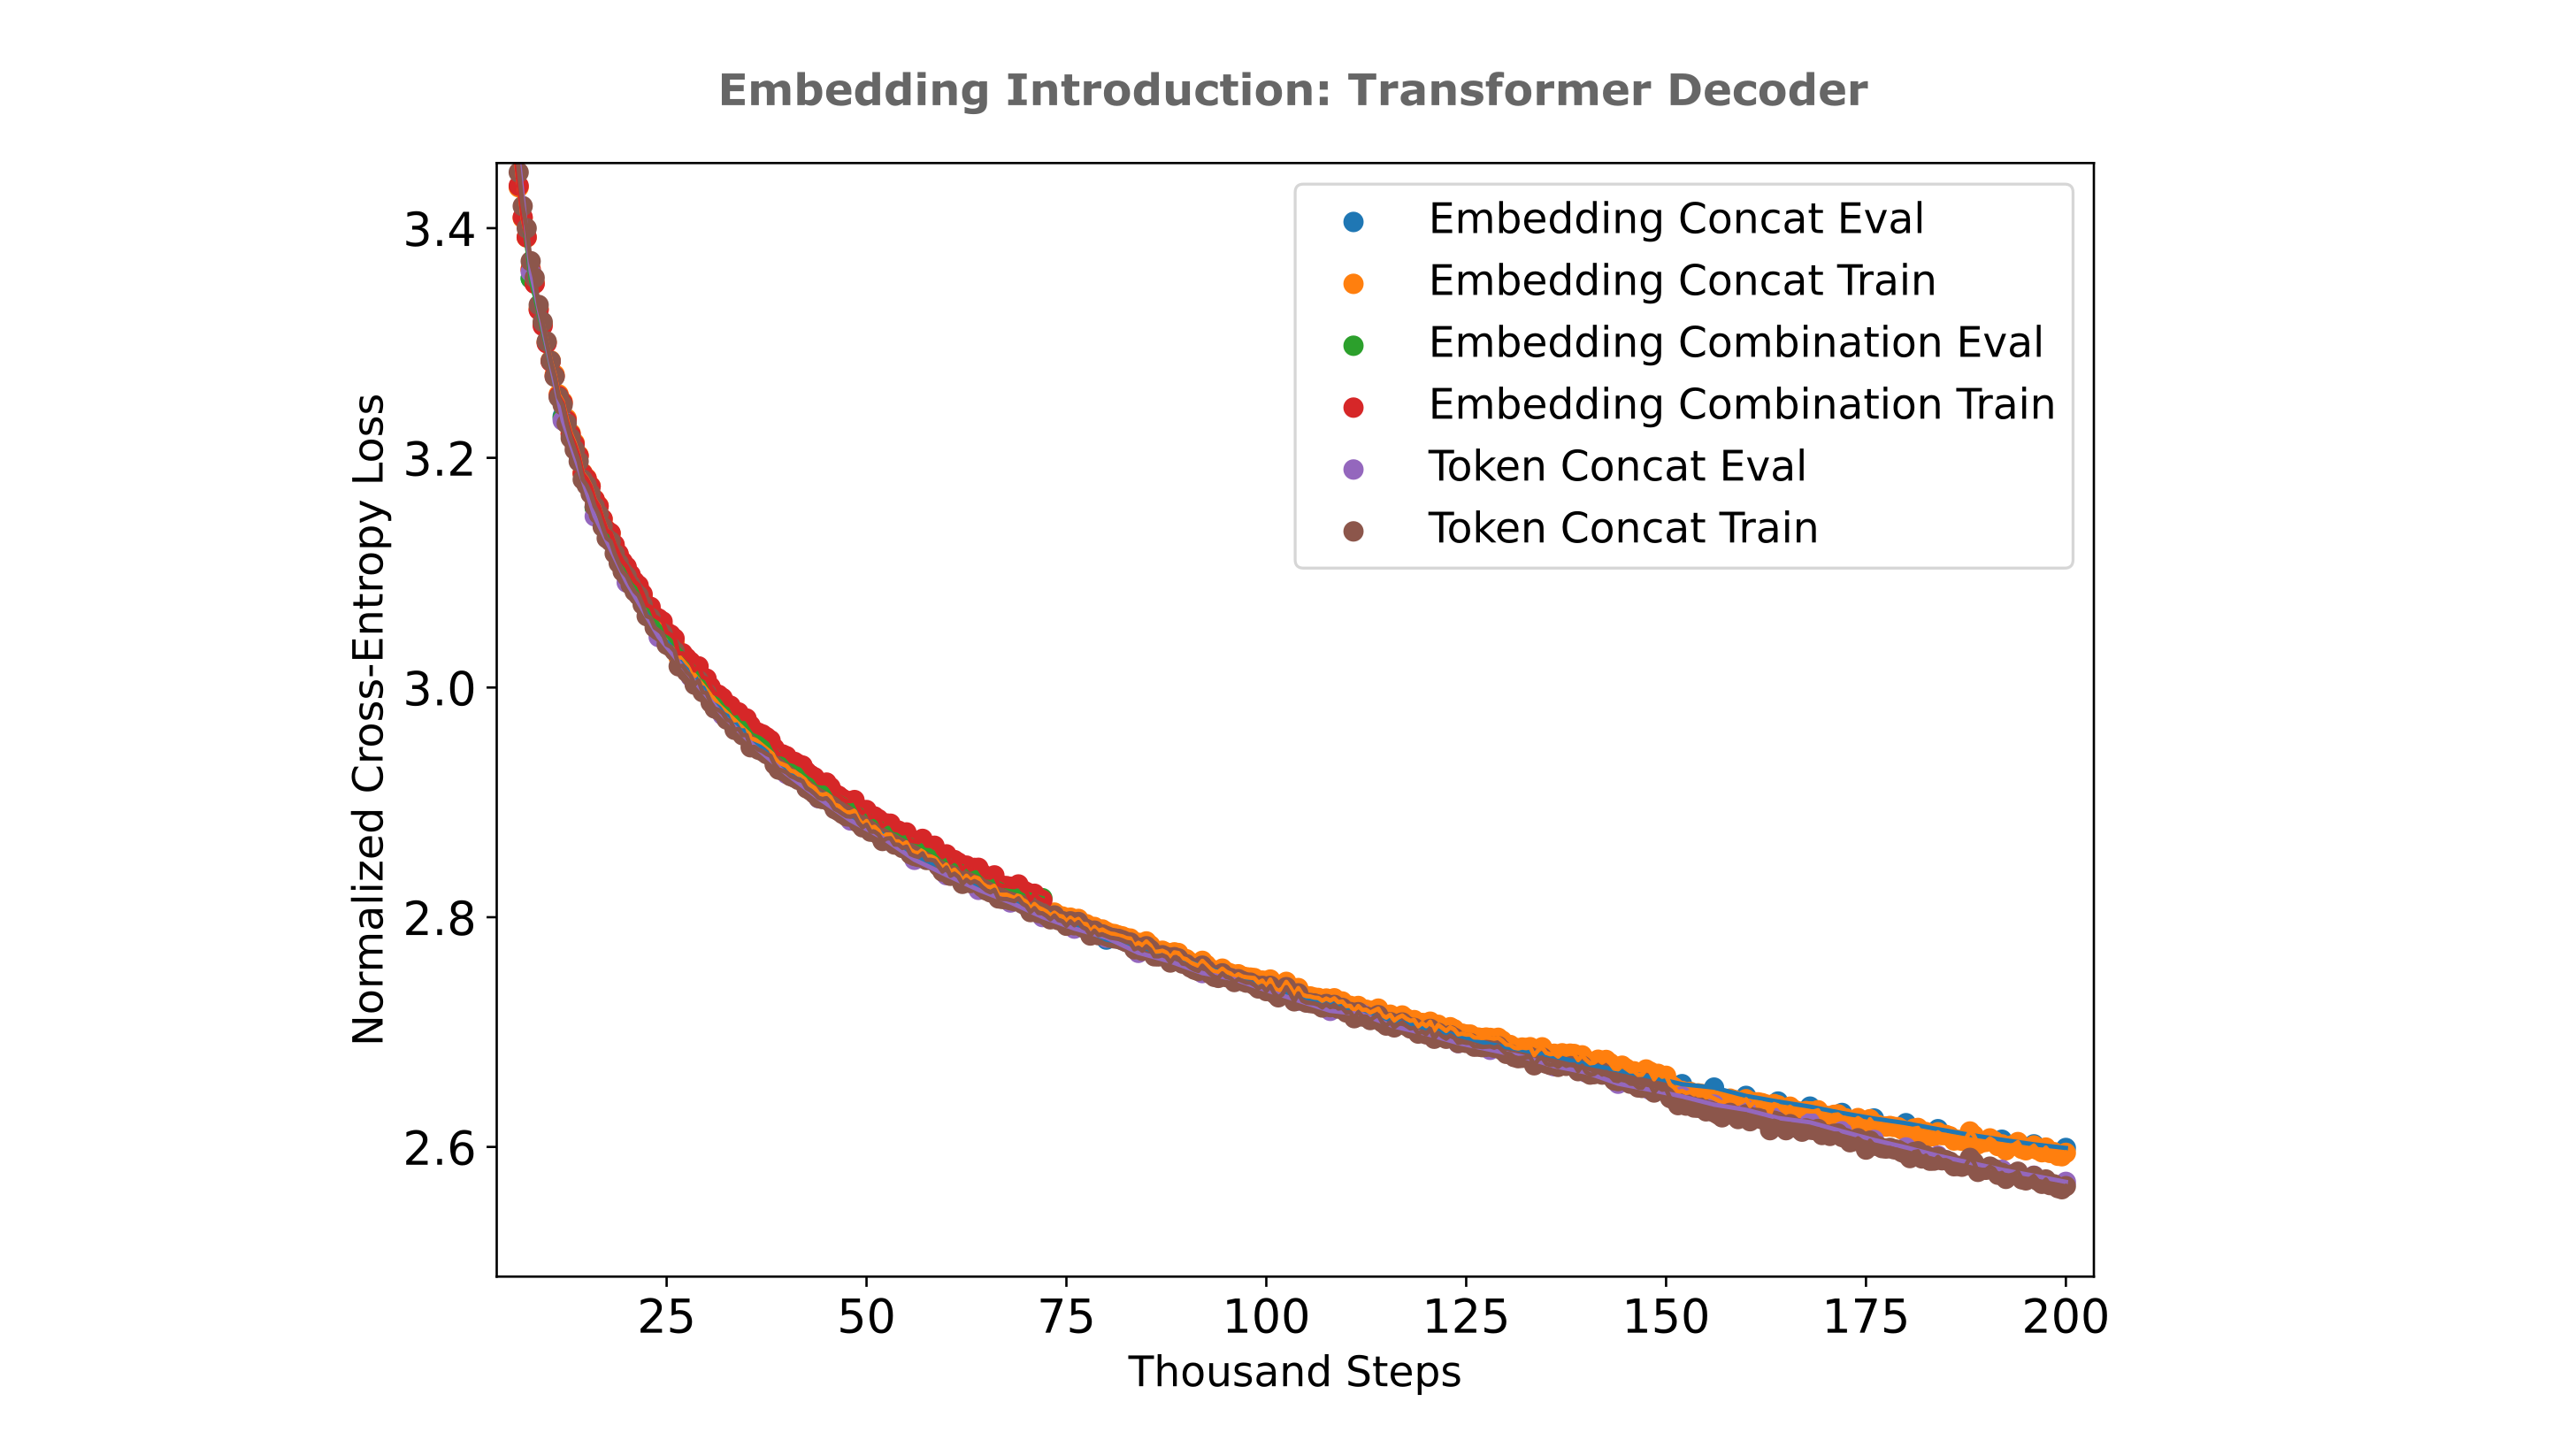 Embedding Introduction: Transformer Decoder
Embedding Concat Eval
Embedding Concat Train
Embedding Combination Eval
Embedding Combination Train
Token Concat Eval
Token Concat Train
Normalized Cross-Entropy Loss
3.4
3.2
3.0
2.8
2.6
25 50 75 100 125 150 175 200
Thousand Steps